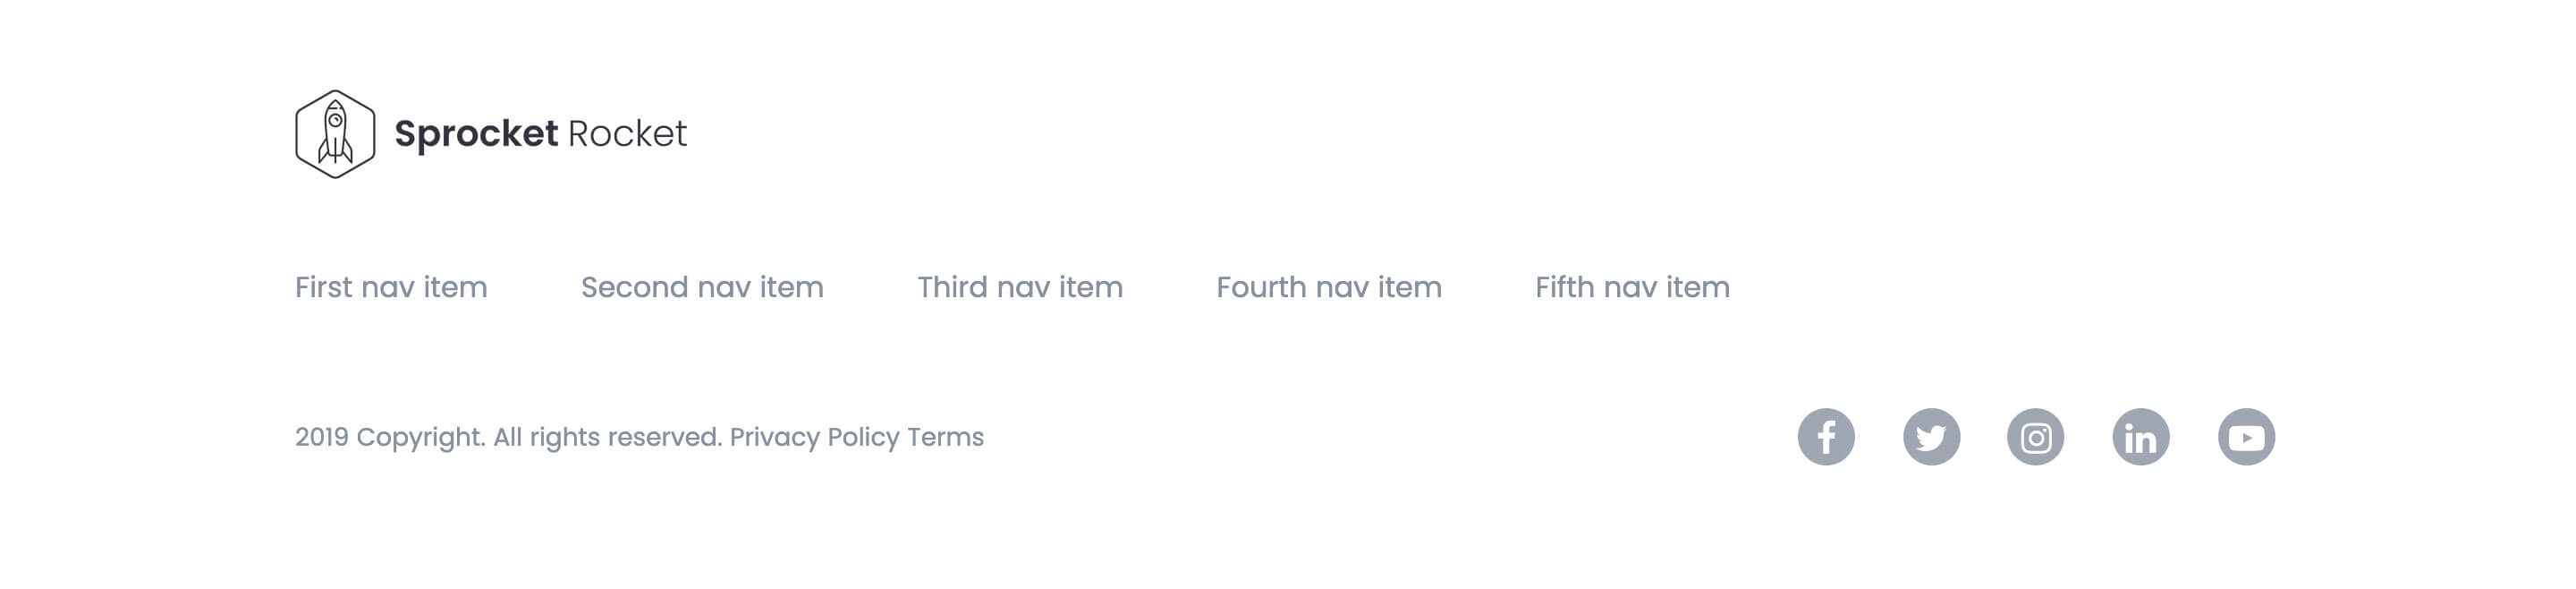 Sprocket Rocket
First nav item Second nav item Third nav item Fourth nav item Fifth nav item
2019 Copyright. All rights reserved. Privacy Policy Terms